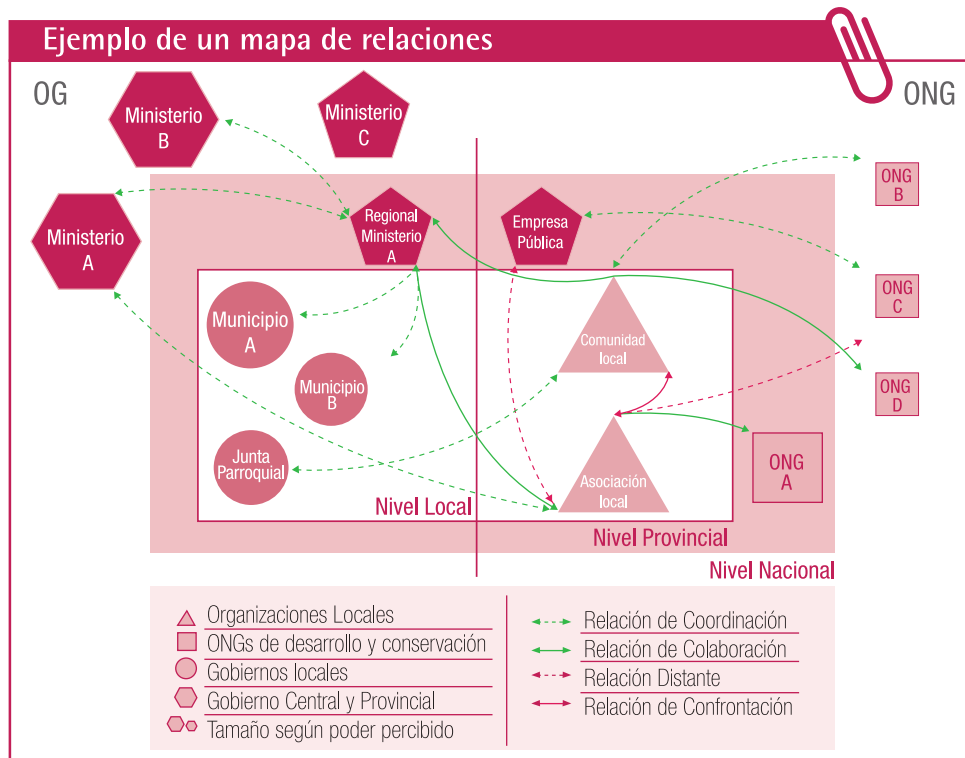 Ejemplo de un mapa de relaciones
OG
ONG
Ministerio
B
Ministerio
C
Ministerio
A
Regional
Ministerio
A
Empresa
Pública
ONG
B
ONG
C
ONG
D
ONG
A
Municipio
A
Municipio
B
Junta
Parroquial
Comunidad
local
Asociación
local
Nivel Local
Nivel Provincial
Nivel Nacional
Organizaciones Locales
ONGs de desarrollo y conservación
Gobiernos locales
Gobierno Central y Provincial
Tamaño según poder percibido
Relación de Coordinación
Relación de Colaboración
Relación Distante
Relación de Confrontación